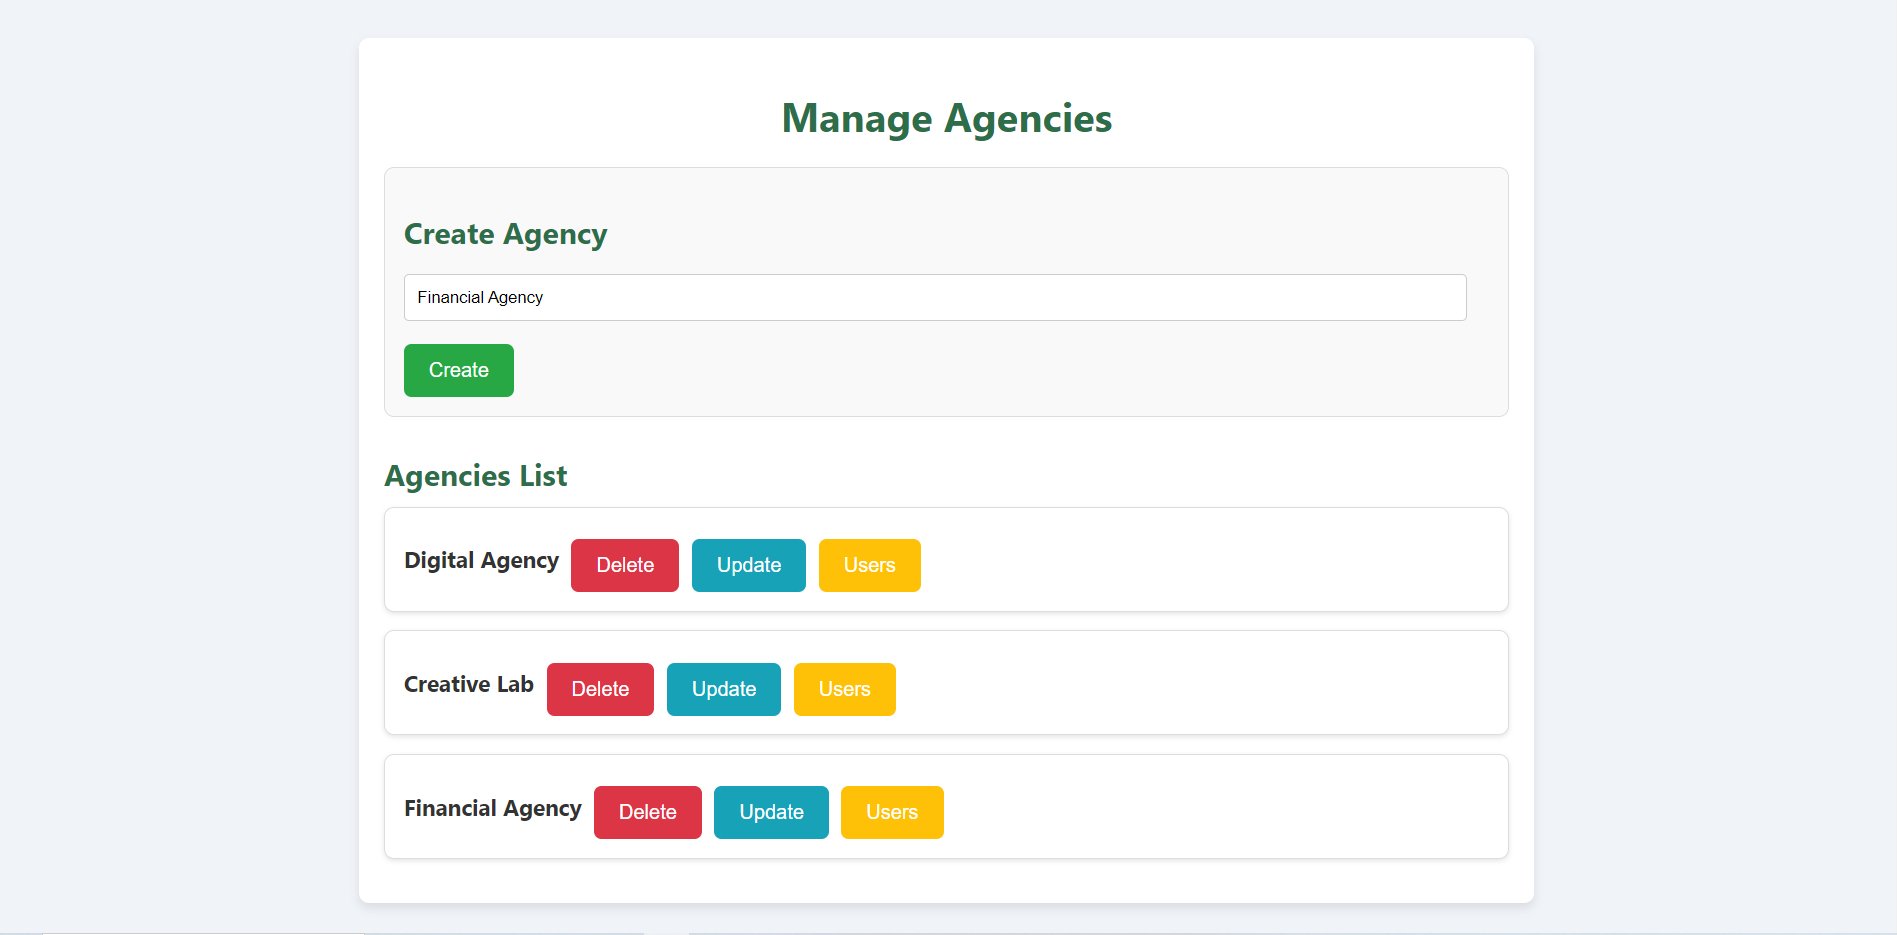 Manage Agencies
Create Agency
Financial Agency
Create
Agencies List
Digital Agency Delete Update Users
Creative Lab Delete Update Users
Financial Agency Delete Update Users